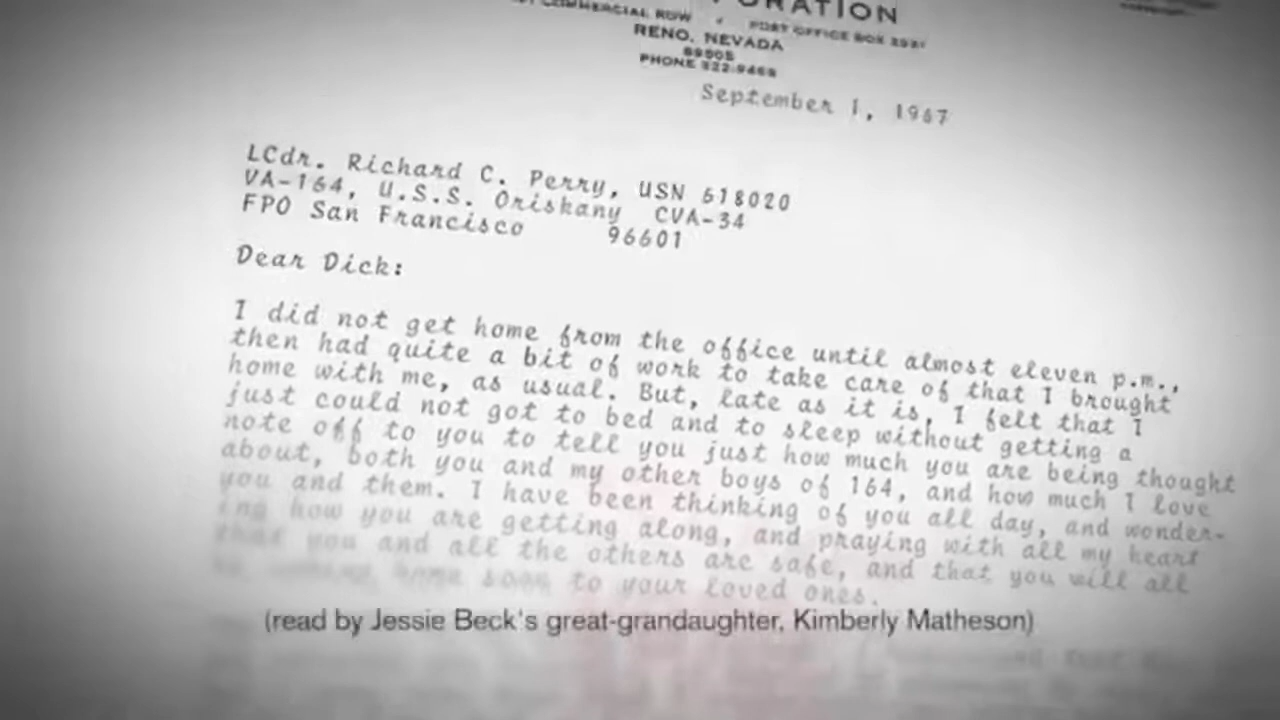 RATION
COMMERCIAL ROW POST OFFICE BOX
RENO, NEVADA
PHONE 322-9468
September 1, 1967
LCdr. Richard C. Perry, USN 618020
VA-164, U.S.S. Oriskany CVA-34
FPO San Francisco 96601
Dear Dick:
I did not get home from the office until almost eleven p.m.,
then had quite a bit of work to take care of that I brought
home with me, as usual. But, late as it is, I felt that I
just could not got to bed and to sleep without getting a
note off to you to tell you just how much you are being thought
about, both you and my other boys of 164, and how much I love
you and them. I have been thinking of you all day, and wonder-
ing how you are getting along, and praying with all my heart
that you and all the others are safe, and that you will all
home soon to your loved ones.
(read by Jessie Beck's great-grandaughter, Kimberly Matheson)